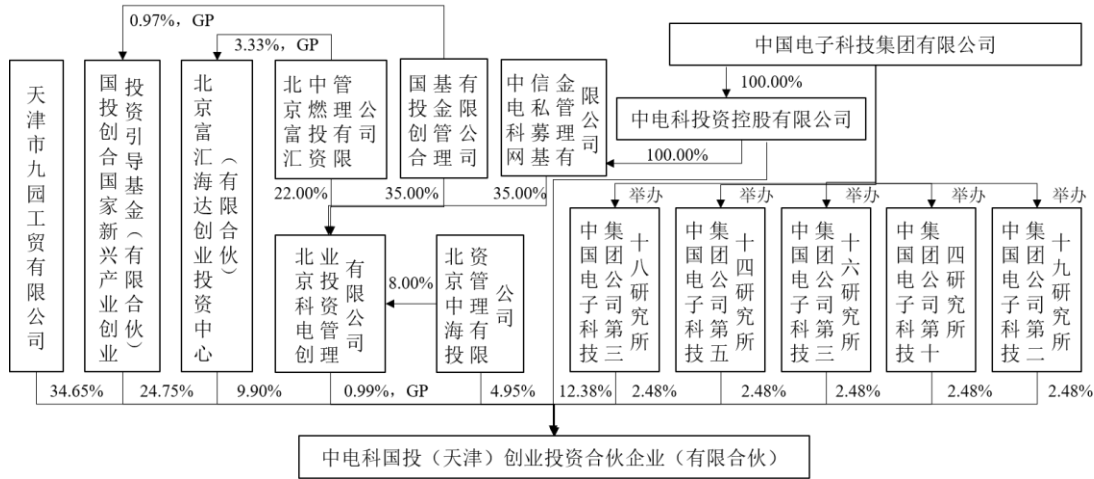 0.97%，GP
3.33%，GP
中国电子科技集团有限公司
100.00%
中电科投资控股有限公司
100.00%
天津市九园工贸有限公司
国投创合国家新兴产业创业
投资引导基金（有限合伙）
北京富汇海达创业投资中心
（有限合伙）
北京富汇
中燃投资
管理有限
公司
国投创合
基金管理
有限公司
中电科网
信私募基
金管理有
限公司
22.00%
35.00%
35.00%
北京科电创
业投资管理
有限公司
8.00%
北京中海投
资管理有限
公司
举办
举办
举办
举办
举办
中国电子科技
集团公司第三
十八研究所
中国电子科技
集团公司第五
十四研究所
中国电子科技
集团公司第三
十六研究所
中国电子科技
集团公司第十
四研究所
中国电子科技
集团公司第二
十九研究所
34.65%
24.75%
9.90%
0.99%，GP
4.95%
12.38%
2.48%
2.48%
2.48%
2.48%
2.48%
中电科国投（天津）创业投资合伙企业（有限合伙）